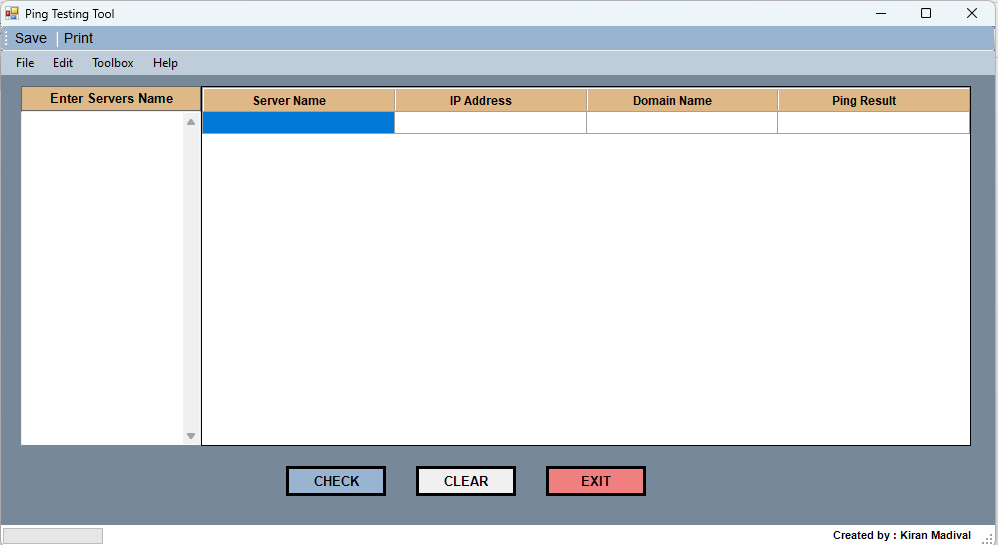 Ping Testing Tool
Save Print
File Edit Toolbox Help
Enter Servers Name Server Name IP Address Domain Name Ping Result
CHECK CLEAR EXIT
Created by : Kiran Madival